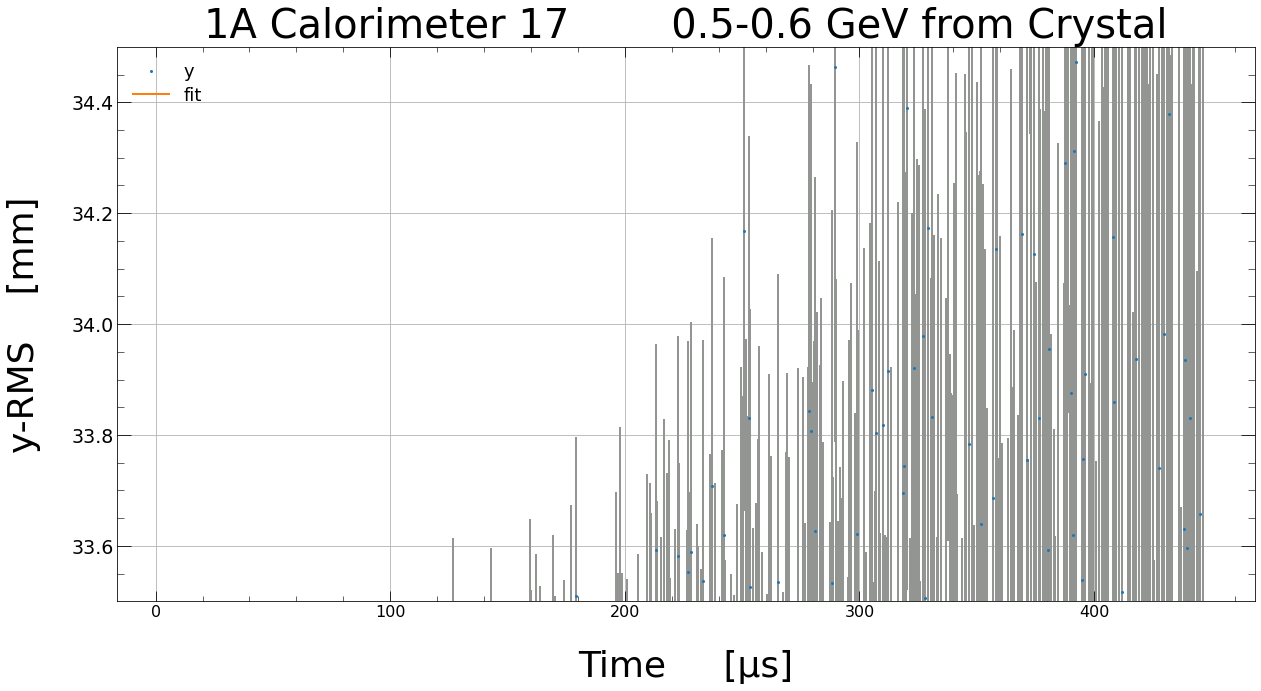 1A Calorimeter 17 0.5-0.6 GeV from Crystal
y
fit
y-RMS [mm]
34.4
34.2
34.0
33.8
33.6
0 100 200 300 400
Time [µs]